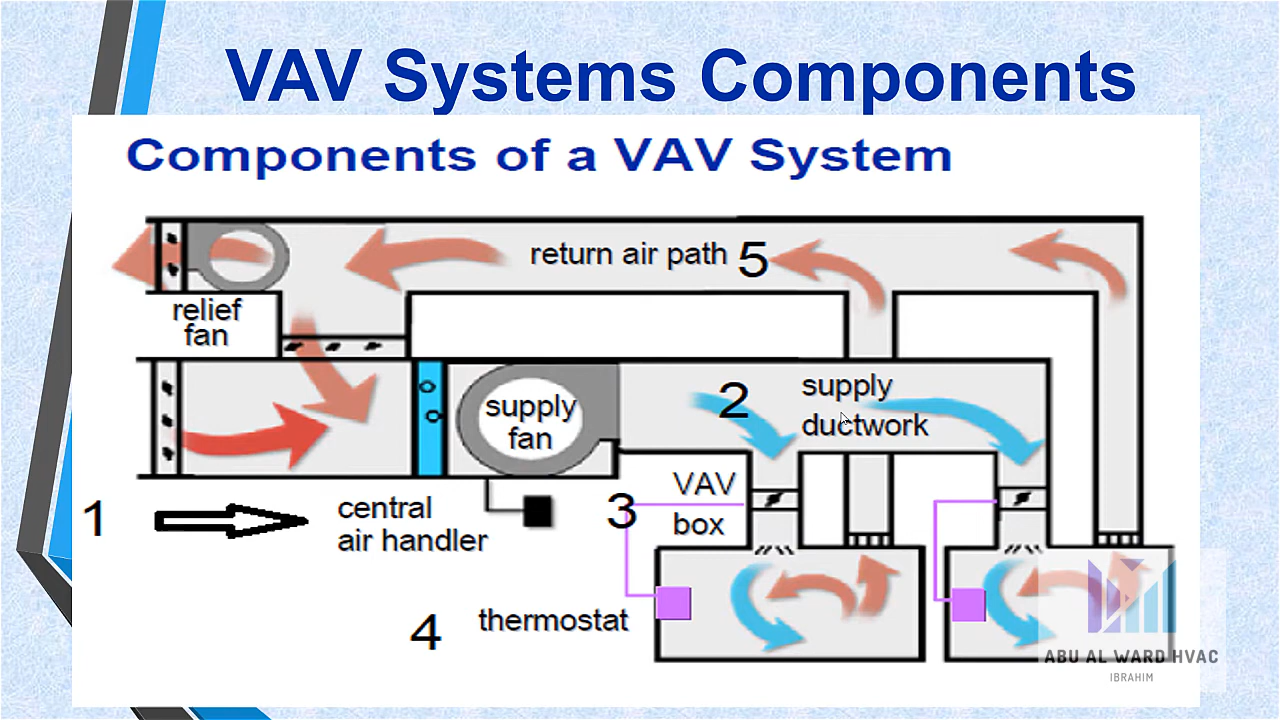 VAV Systems Components
Components of a VAV System
return air path 5
relief
fan
supply
fan
2
supply
ductwork
1
central
air handler
3
VAV
box
4
thermostat
ABU AL WARD HVAC
IBRAHIM